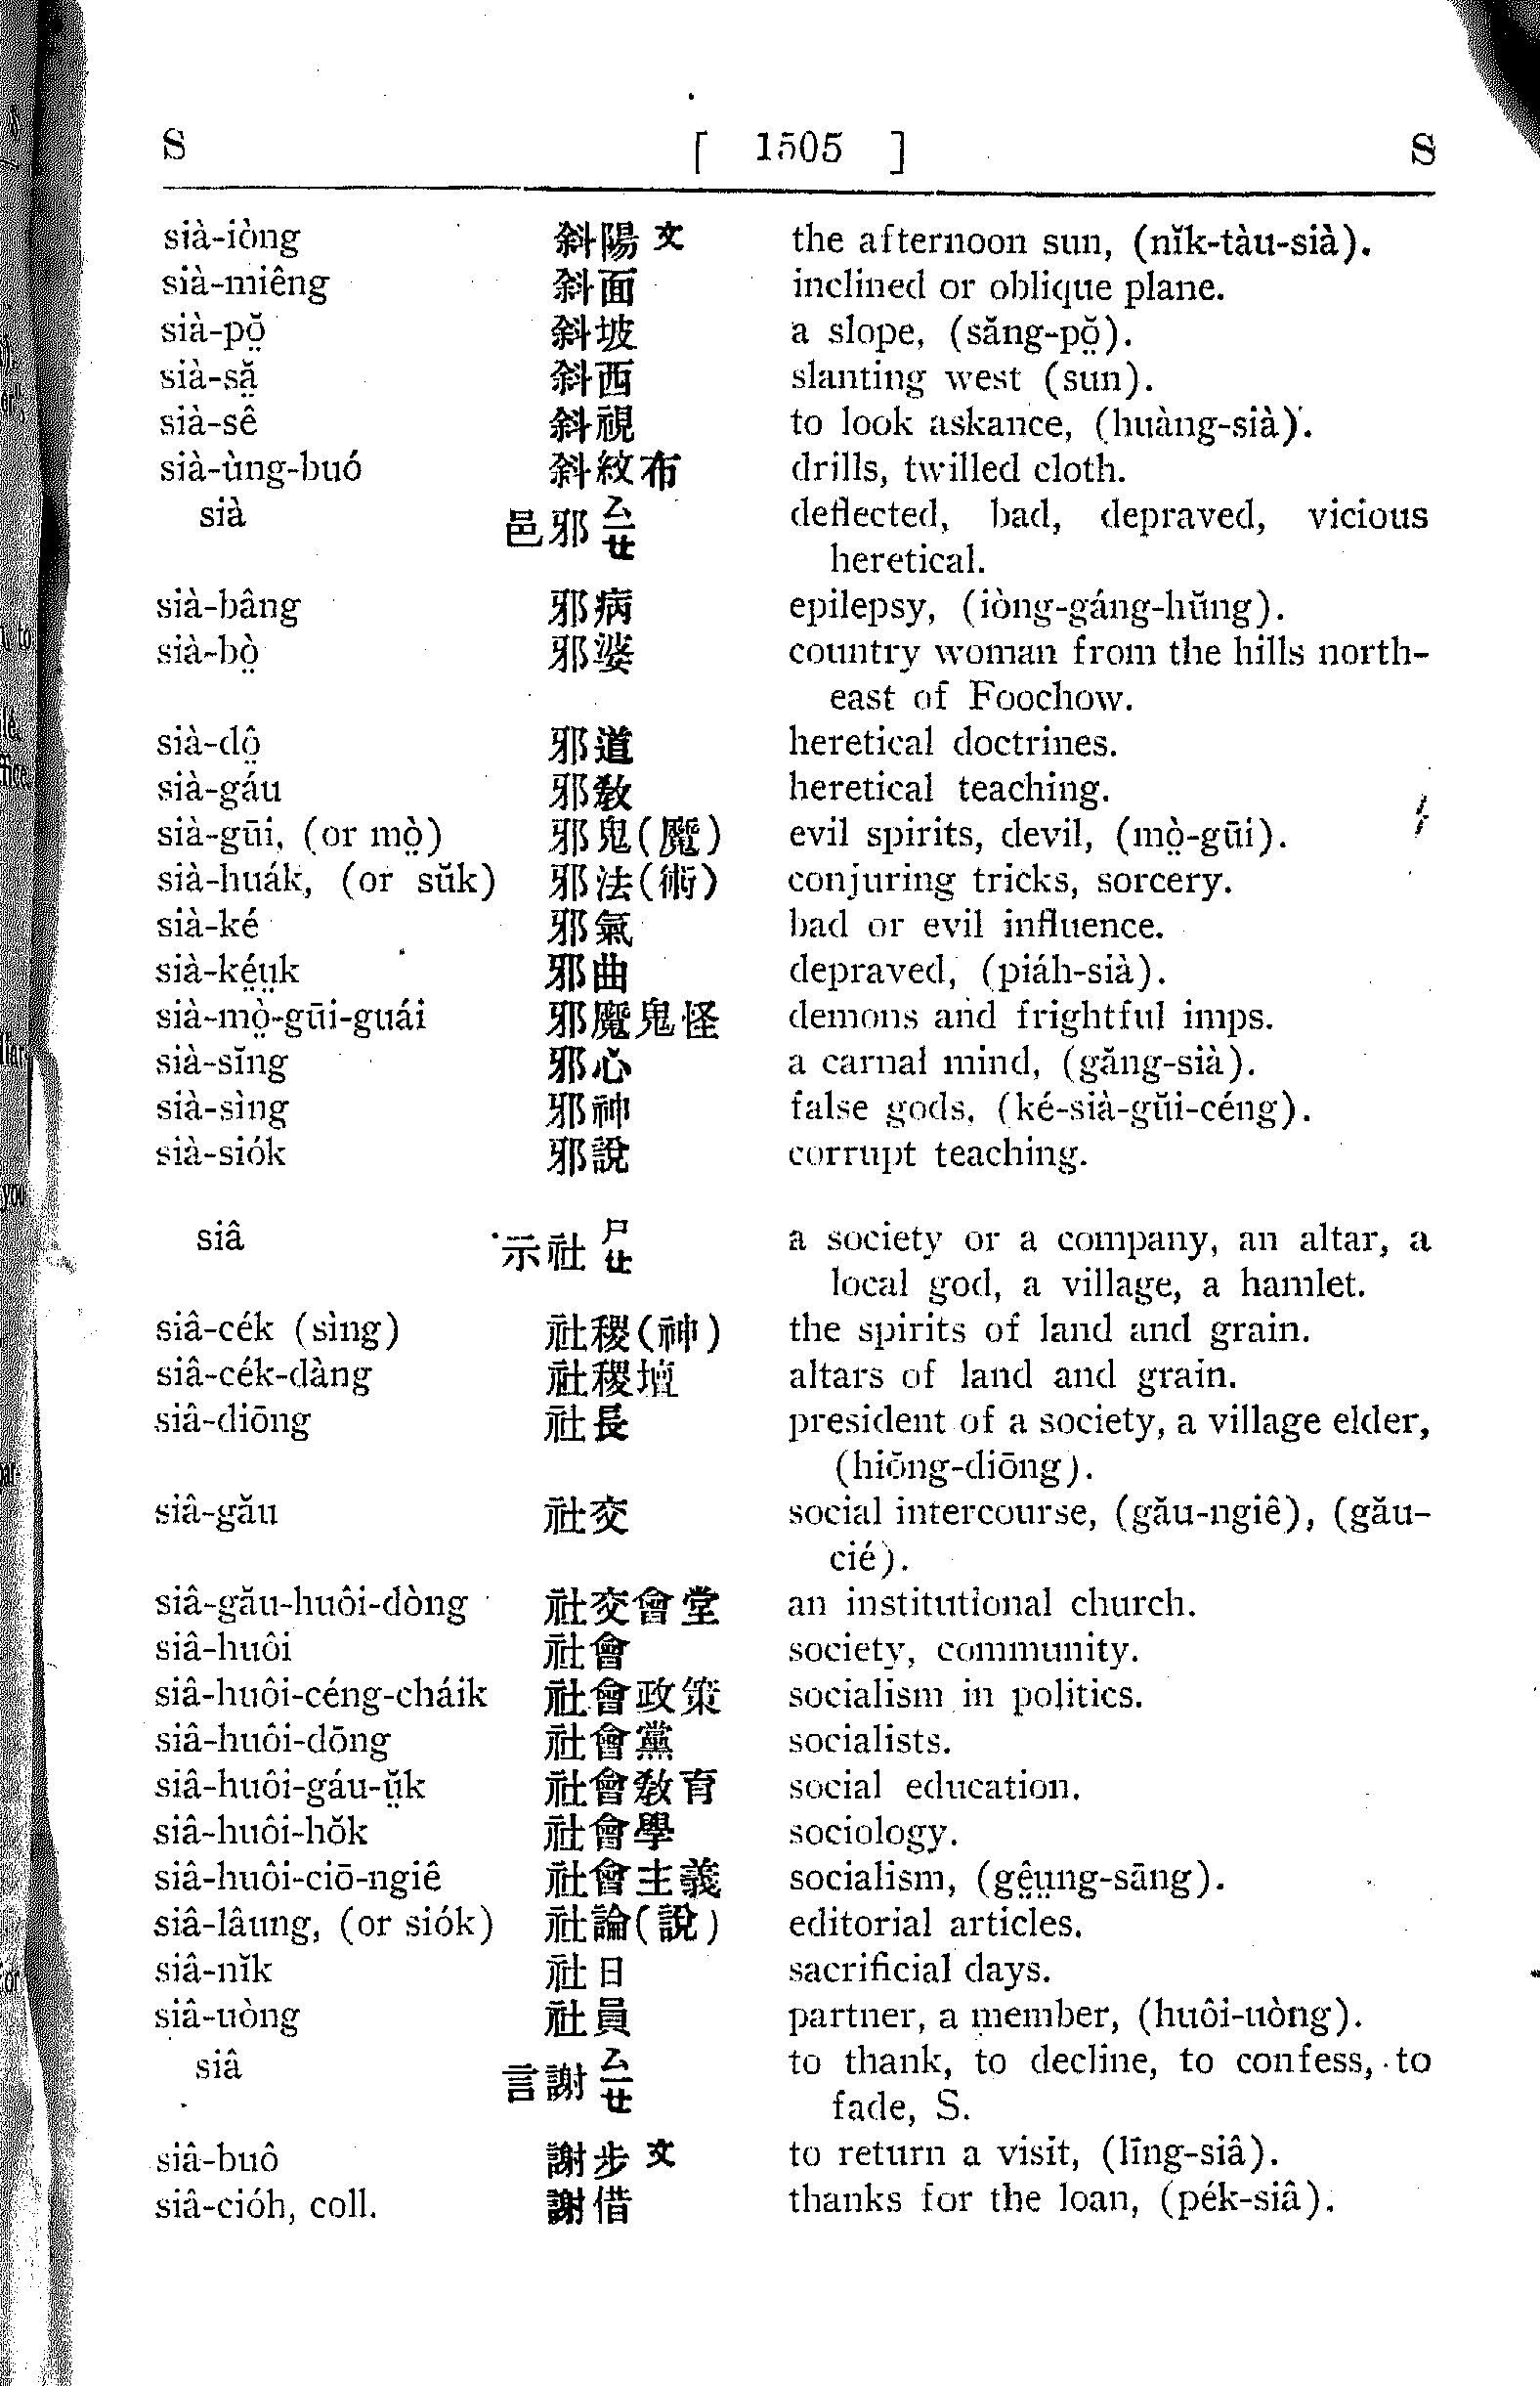 S [ 1505 ] S
sià-iòng 斜陽文 the afternoon sun, (nĭk-tàu-sià).
sià-miêng 斜面 inclined or oblique plane.
sià-pŏ̤ 斜坡 a slope, (săng-pŏ̤).
sià-să̤ 斜西 slanting west (sun).
sià-sê 斜視 to look askance, (huàng-sià).
sià-ùng-buó 斜紋布 drills, twilled cloth.
sià 邑邪ㄙㄧㄝ deflected, bad, depraved, vicious
heretical.
sià-bâng 邪病 epilepsy, (iòng-gáng-hŭng).
sià-bò̤ 邪婆 country woman from the hills north-
east of Foochow.
sià-dô̤ 邪道 heretical doctrines.
sià-gáu 邪教 heretical teaching.
sià-gūi, (or mò̤) 邪鬼(魔) evil spirits, devil, (mò̤-gūi).
sià-huák, (or sŭk) 邪法(術) conjuring tricks, sorcery.
sià-ké 邪氣 bad or evil influence.
sià-ké̤ṳk 邪曲 depraved, (piáh-sià).
sià-mò̤-gūi-guái 邪魔鬼怪 demons and frightful imps.
sià-sĭng 邪心 a carnal mind, (găng-sià).
sià-sìng 邪神 false gods, (ké-sià-gūi-céng).
sià-siók 邪說 corrupt teaching.
siâ 示社ㄕㄝ a society or a company, an altar, a
local god, a village, a hamlet.
siâ-cék (sìng) 社稷(神) the spirits of land and grain.
siâ-cék-dàng 社稷壇 altars of land and grain.
siâ-diōng 社長 president of a society, a village elder,
(hiŏng-diōng).
siâ-gău 社交 social intercourse, (gău-ngiê), (gău-
cié).
siâ-gău-huôi-dòng 社交會堂 an institutional church.
siâ-huôi 社會 society, community.
siâ-huôi-céng-cháik 社會政策 socialism in politics.
siâ-huôi-dōng 社會黨 socialists.
siâ-huôi-gáu-ṳ̆k 社會教育 social education.
siâ-huôi-hŏk 社會學 sociology.
siâ-huôi-ciō-ngiê 社會主義 socialism, (gê̤ṳng-sāng).
siâ-lâung, (or siók) 社論(說) editorial articles.
siâ-nĭk 社日 sacrificial days.
siâ-uòng 社員 partner, a member, (huôi-uòng).
siâ 言謝ㄙㄧㄝ to thank, to decline, to confess, to
fade, S.
siâ-buô 謝步文 to return a visit, (līng-siâ).
siâ-cióh, coll. 謝借 thanks for the loan, (pék-siâ).